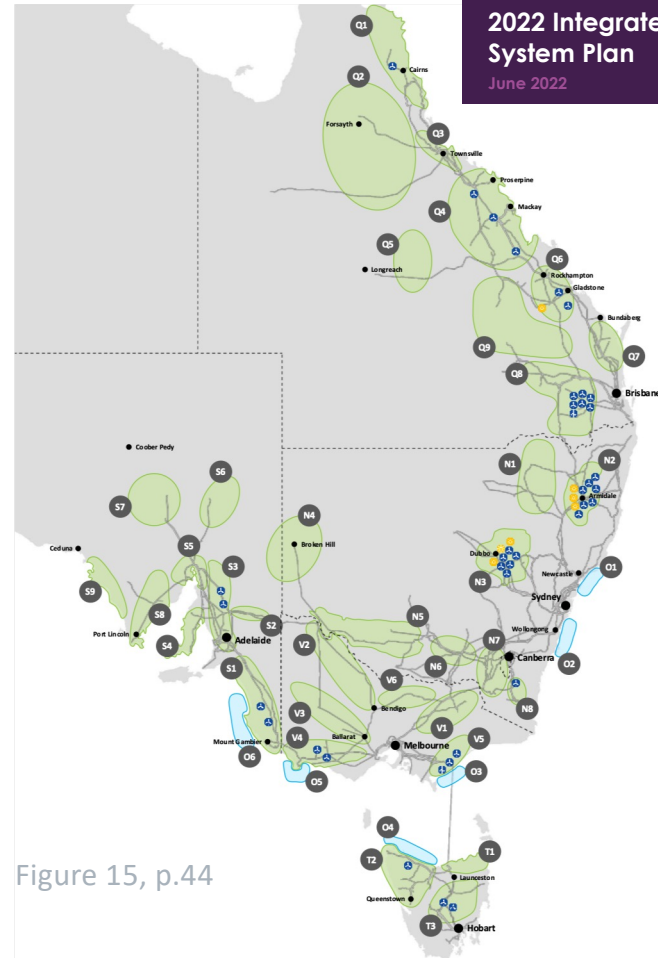 2022 Integrate
System Plan
June 2022
Q1
Cairns
Q2
Forsayth
Q3
Townsville
Proserpine
Q4
Mackay
Q5
Q6
Longreach
Rockhampton
Gladstone
Bundaberg
Q9
Q7
Q8
Brisbane
Coober Pedy
N1
N2
S6
S7
Armidale
N4
Broken Hill
Ceduna
S5
S3
Dubbo
N3
Newcastle
O1
S9
Sydney
S8
Port Lincoln
S2
N5
Wollongong
Adelaide
S4
V2
N7
Canberra
O2
S1
N6
V6
N8
V3
Bendigo
V1
V4
Ballarat
V5
Mount Gambier
Melbourne
O6
O3
O5
O4
T2
T1
Launceston
Queenstown
T3
Hobart
Figure 15, p.44